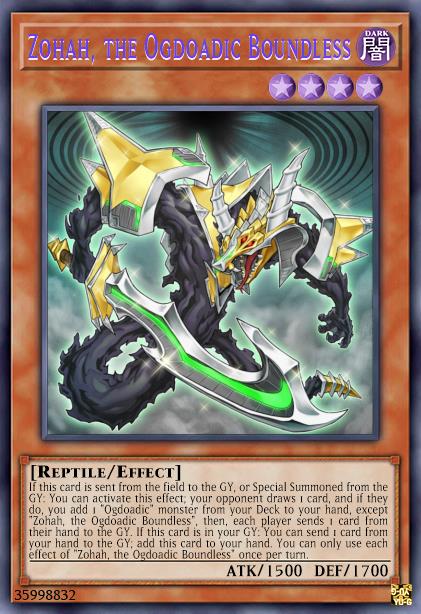 Zohah, the Ogdoadic Boundless
DARK
闇
[Reptile/Effect]
If this card is sent from the field to the GY, or Special Summoned from the
GY: You can activate this effect; your opponent draws 1 card, and if they
do, you add 1 "Ogdoadic" monster from your Deck to your hand, except
"Zohah, the Ogdoadic Boundless", then, each player sends 1 card from
their hand to the GY. If this card is in your GY: You can send 1 card from
your hand to the GY; add this card to your hand. You can only use each
effect of "Zohah, the Ogdoadic Boundless" once per turn.
ATK/1500 DEF/1700
35998832